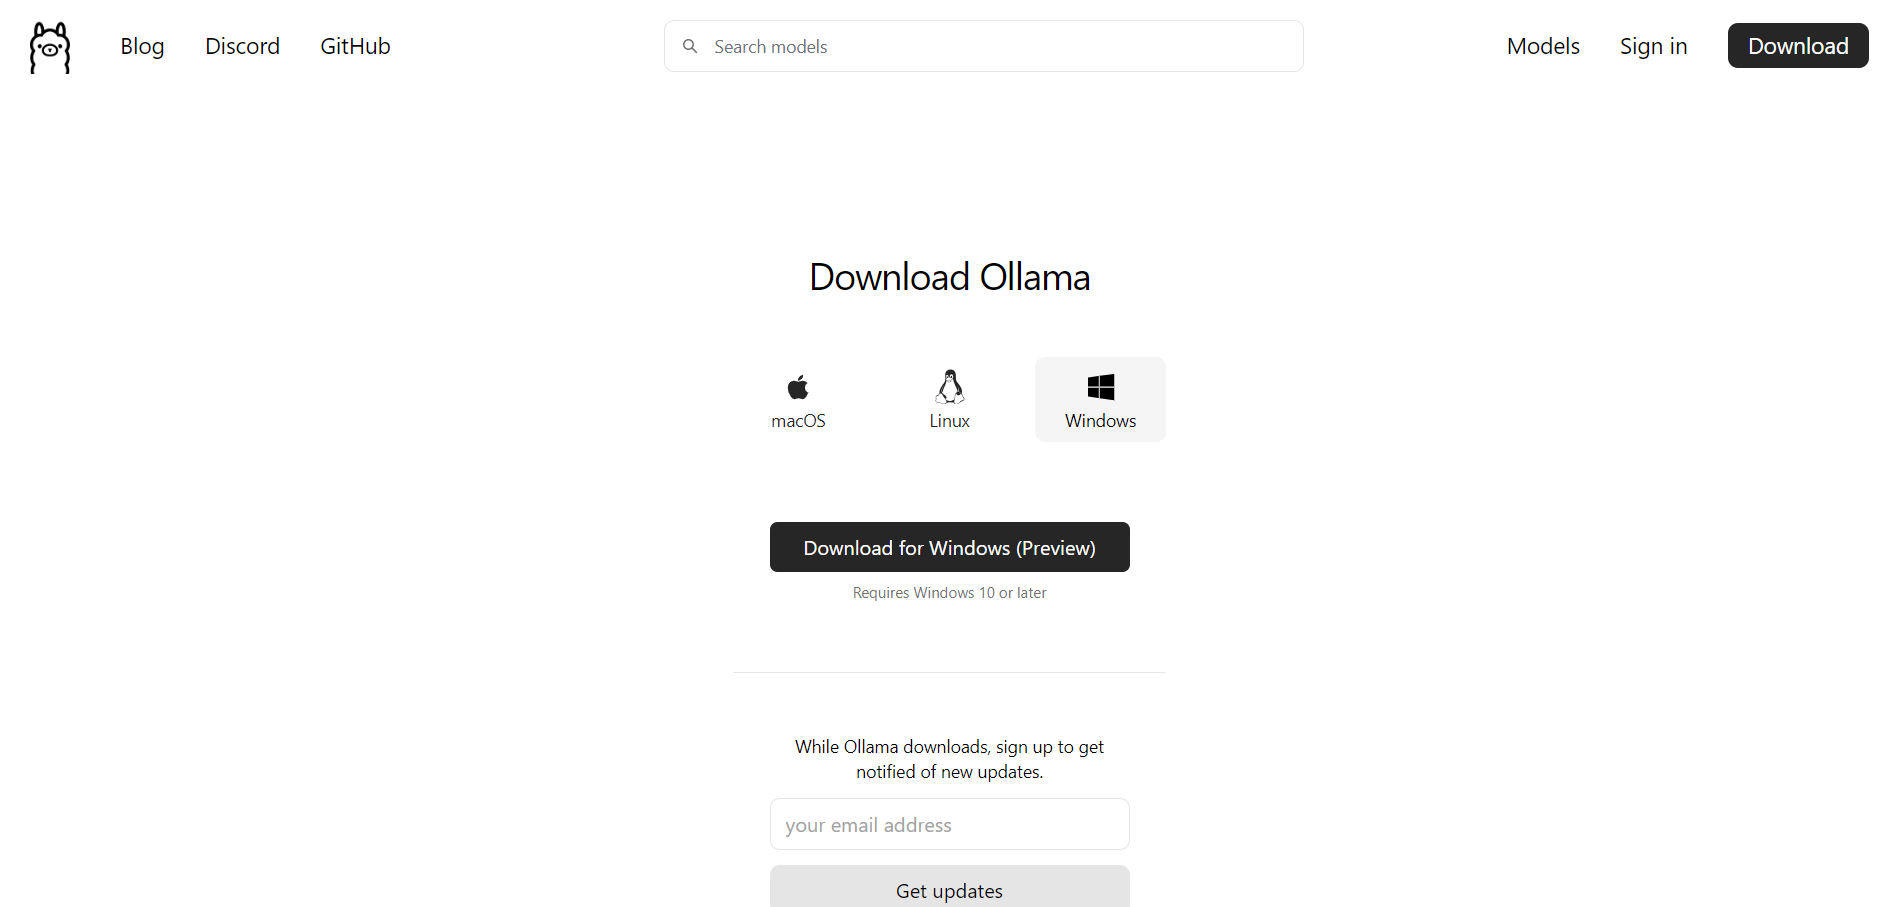 Blog
Discord
GitHub
Search models
Models
Sign in
Download
Download Ollama
macOS
Linux
Windows
Download for Windows (Preview)
Requires Windows 10 or later
While Ollama downloads, sign up to get
notified of new updates.
your email address
Get updates